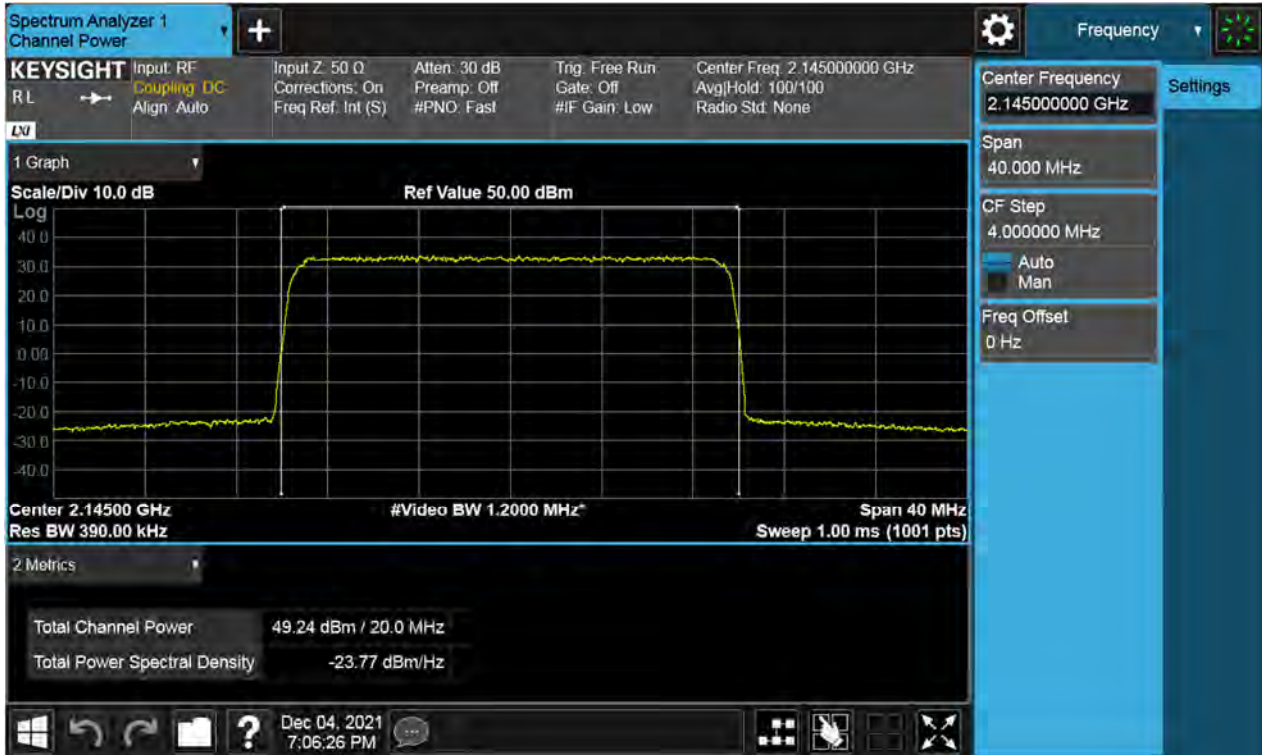 Spectrum Analyzer 1
Channel Power
+
Frequency
KEYSIGHT
RL
LXI
Input: RF
Coupling: DC
Align: Auto
Input Z: 50 Ω
Corrections: On
Freq Ref: Int (S)
Atten: 30 dB
Preamp: Off
#PNO: Fast
Trig: Free Run
Gate: Off
#IF Gain: Low
Center Freq: 2.145000000 GHz
Avg|Hold: 100/100
Radio Std: None
Center Frequency
2.145000000 GHz
Settings
Span
40.000 MHz
CF Step
4.000000 MHz
Auto
Man
Freq Offset
0 Hz
1 Graph
Scale/Div 10.0 dB
Ref Value 50.00 dBm
Log
40.0
30.0
20.0
10.0
0.00
-10.0
-20.0
-30.0
-40.0
Center 2.14500 GHz
#Video BW 1.2000 MHz*
Span 40 MHz
Res BW 390.00 kHz
Sweep 1.00 ms (1001 pts)
2 Metrics
Total Channel Power 49.24 dBm / 20.0 MHz
Total Power Spectral Density -23.77 dBm/Hz
?
Dec 04, 2021
7:06:26 PM